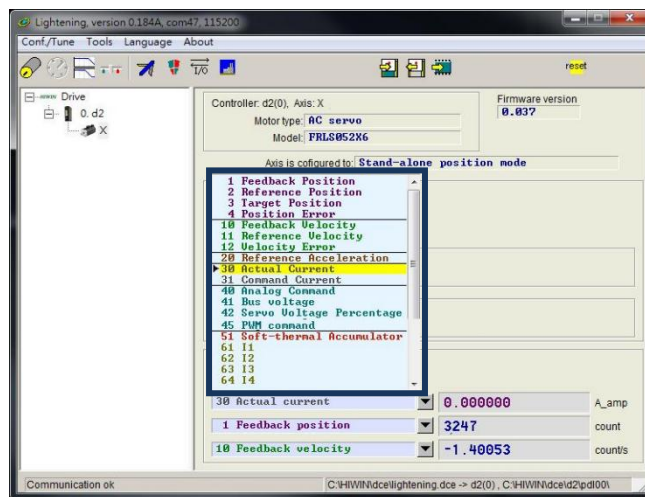 Lightening, version 0.184A, com47, 115200
Conf./Tune Tools Language About
I/O
reset
Drive
0. d2
X
Controller: d2(0), Axis: X
Motor type: AC servo
Model: FRLS052X6
Firmware version
0.037
Axis is cofigured to: Stand-alone position mode
1 Feedback Position
2 Reference Position
3 Target Position
4 Position Error
10 Feedback Velocity
11 Reference Velocity
12 Velocity Error
20 Reference Acceleration
30 Actual Current
31 Command Current
40 Analog Command
41 Bus voltage
42 Servo Voltage Percentage
45 PWM command
51 Soft-thermal Accumulator
61 I1
62 I2
63 I3
64 I4
30 Actual current 0.000000 A_amp
1 Feedback position 3247 count
10 Feedback velocity -1.40053 count/s
Communication ok C:\HIWIN\dce\lightening.dce -> d2(0) , C:\HIWIN\dce\d2\pdl00\